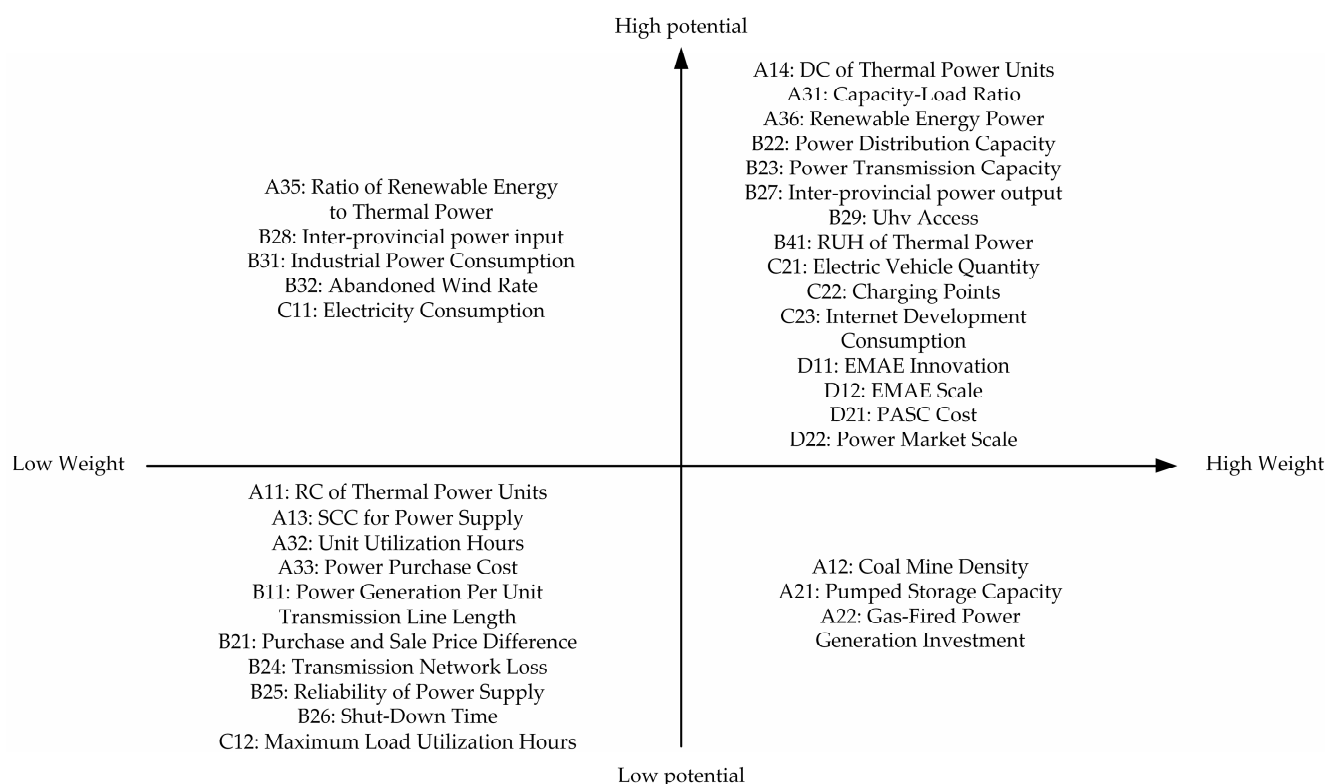 High potential
A14: DC of Thermal Power Units
A31: Capacity-Load Ratio
A36: Renewable Energy Power
B22: Power Distribution Capacity
B23: Power Transmission Capacity
B27: Inter-provincial power output
B29: Uhv Access
B41: RUH of Thermal Power
C21: Electric Vehicle Quantity
C22: Charging Points
C23: Internet Development
Consumption
D11: EMAE Innovation
D12: EMAE Scale
D21: PASC Cost
D22: Power Market Scale
A35: Ratio of Renewable Energy
to Thermal Power
B28: Inter-provincial power input
B31: Industrial Power Consumption
B32: Abandoned Wind Rate
C11: Electricity Consumption
Low Weight
High Weight
A11: RC of Thermal Power Units
A13: SCC for Power Supply
A32: Unit Utilization Hours
A33: Power Purchase Cost
B11: Power Generation Per Unit
Transmission Line Length
B21: Purchase and Sale Price Difference
B24: Transmission Network Loss
B25: Reliability of Power Supply
B26: Shut-Down Time
C12: Maximum Load Utilization Hours
A12: Coal Mine Density
A21: Pumped Storage Capacity
A22: Gas-Fired Power
Generation Investment
Low potential